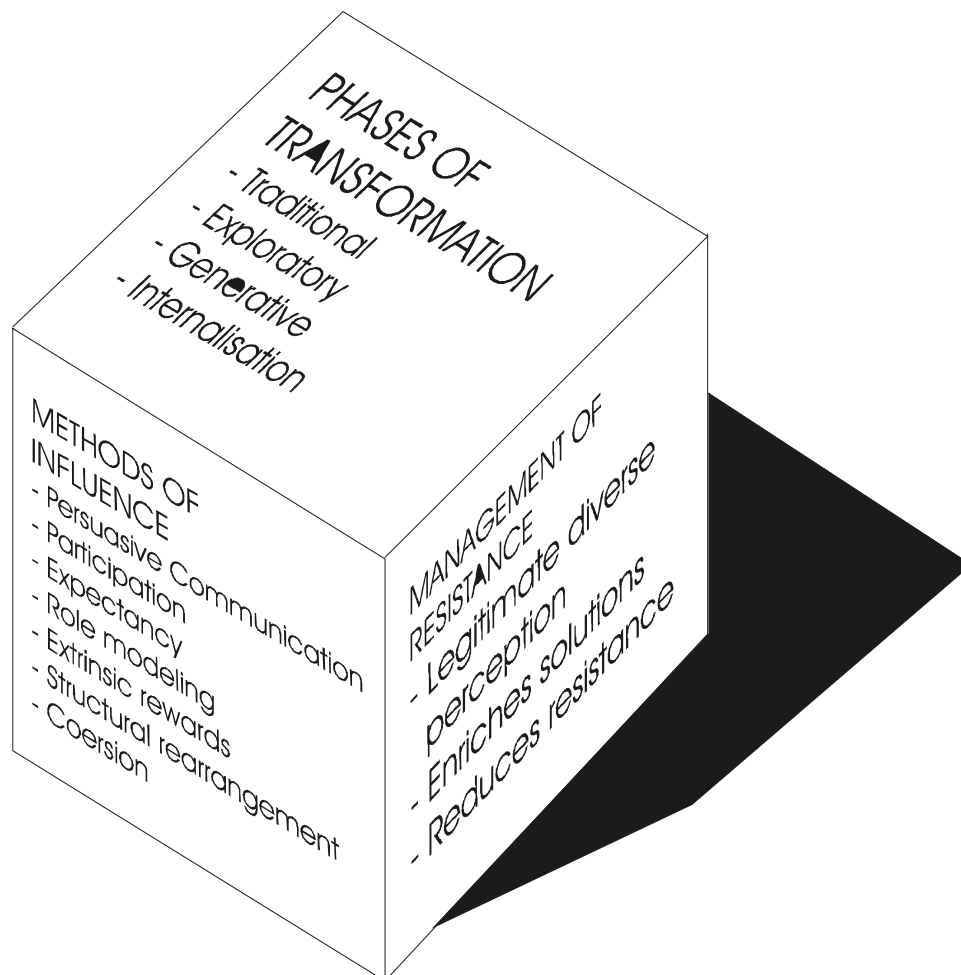 PHASES OF
TRANSFORMATION
- Traditional
- Exploratory
- Generative
- Internalisation
METHODS OF
INFLUENCE
- Persuasive Communication
- Participation
- Expectancy
- Role modeling
- Extrinsic rewards
- Structural rearrangement
- Coersion
MANAGEMENT OF
RESISTANCE
- Legitimate diverse
perception
- Enriches solutions
- Reduces resistance